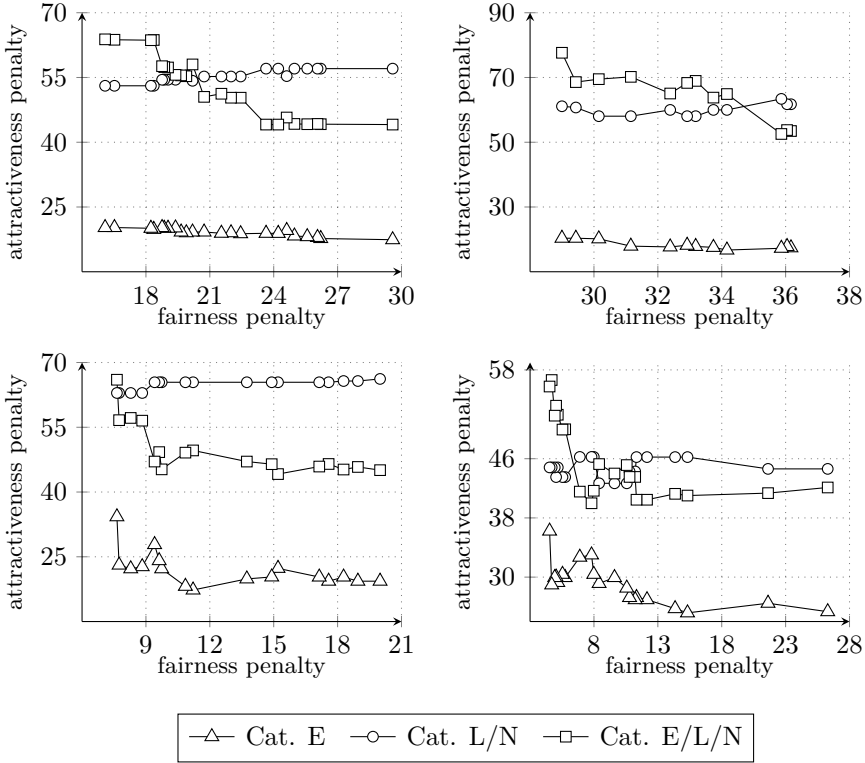 70
55
40
25
attractiveness penalty
18 21 24 27 30
fairness penalty
90
70
50
30
attractiveness penalty
30 32 34 36 38
fairness penalty
70
55
40
25
attractiveness penalty
9 12 15 18 21
fairness penalty
58
46
38
30
attractiveness penalty
8 13 18 23 28
fairness penalty
Cat. E Cat. L/N Cat. E/L/N